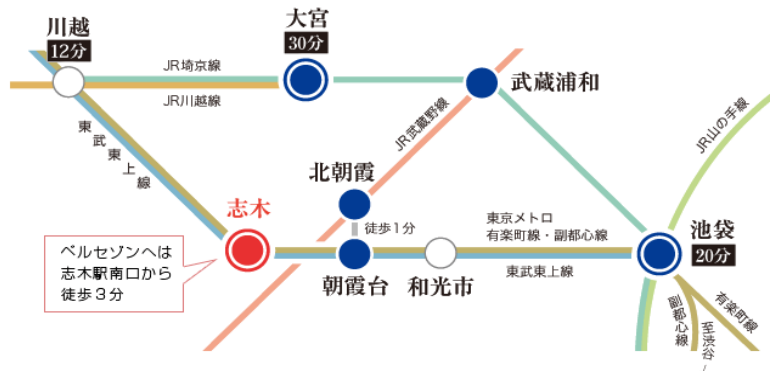 川越
12分
大宮
30分
JR埼京線
JR川越線
武蔵浦和
JR武蔵野線
JR山の手線
東武東上線
北朝霞
徒歩1分
志木
東京メトロ
有楽町線・副都心線
池袋
20分
ベルセゾンへは
志木駅南口から
徒歩3分
朝霞台
和光市
東武東上線
副都心線
至渋谷
有楽町線